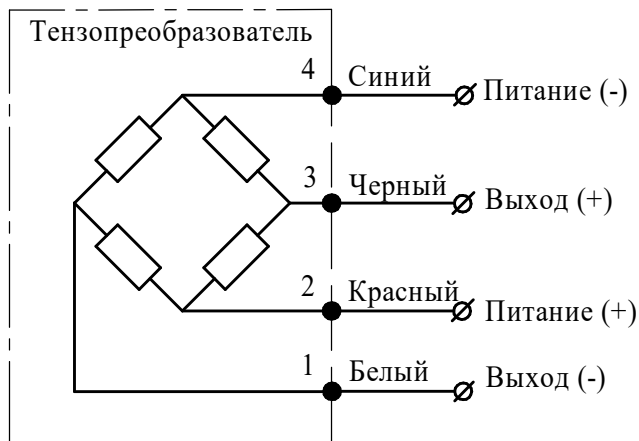 Тензопреобразователь
4 Синий Питание (-)
3 Черный Выход (+)
2 Красный Питание (+)
1 Белый Выход (-)